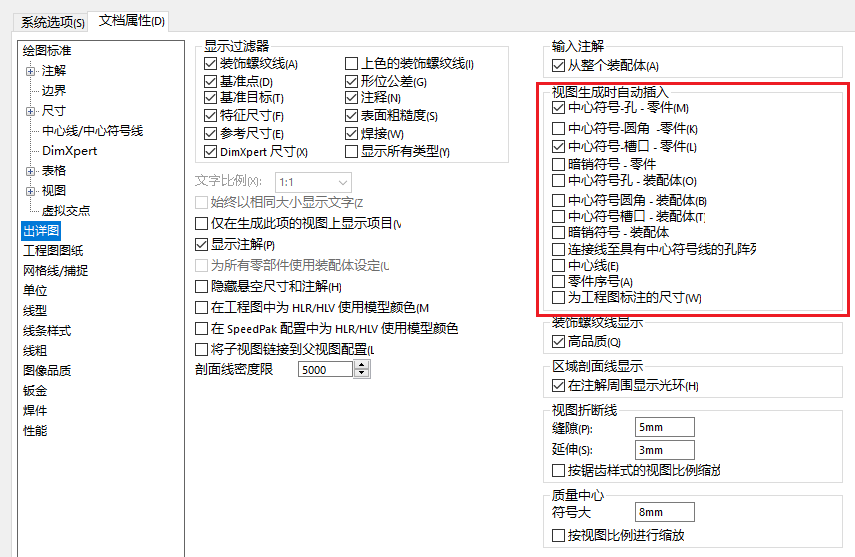 系统选项(S)
文档属性(D)
绘图标准
注解
边界
尺寸
中心线/中心符号线
DimXpert
表格
视图
虚拟交点
出详图
工程图图纸
网格线/捕捉
单位
线型
线条样式
线粗
图像品质
钣金
焊件
性能
显示过滤器
装饰螺纹线(A)
上色的装饰螺纹线(I)
基准点(D)
形位公差(G)
基准目标(T)
注释(N)
特征尺寸(F)
表面粗糙度(S)
参考尺寸(E)
焊接(W)
DimXpert 尺寸(X)
显示所有类型(Y)
文字比例(X):
1:1
始终以相同大小显示文字(Z
仅在生成此项的视图上显示项目(V
显示注解(P)
为所有零部件使用装配体设定(U
隐藏悬空尺寸和注解(H)
在工程图中为 HLR/HLV 使用模型颜色(M
在 SpeedPak 配置中为 HLR/HLV 使用模型颜色
将子视图链接到父视图配置(L
剖面线密度限
5000
输入注解
从整个装配体(A)
视图生成时自动插入
中心符号-孔 - 零件(M)
中心符号-圆角 -零件(K)
中心符号-槽口 - 零件(L)
暗销符号 - 零件
中心符号孔 - 装配体(O)
中心符号圆角 - 装配体(B)
中心符号槽口 - 装配体(T)
暗销符号 - 装配体
连接线至具有中心符号线的孔阵列
中心线(E)
零件序号(A)
为工程图标注的尺寸(W)
装饰螺纹线显示
高品质(Q)
区域剖面线显示
在注解周围显示光环(H)
视图折断线
缝隙(P):
5mm
延伸(S):
3mm
按锯齿样式的视图比例缩放
质量中心
符号大
8mm
按视图比例进行缩放